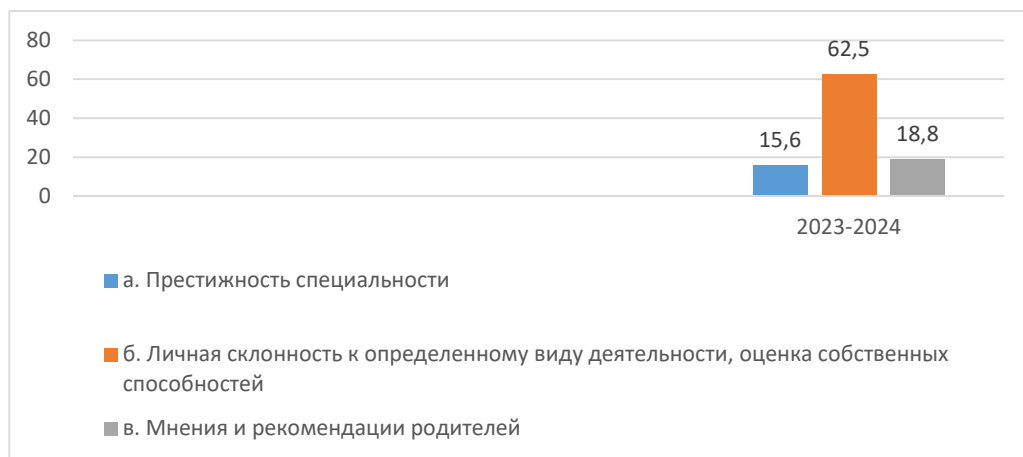 80
60
40
20
0
62,5
15,6
18,8
2023-2024
а. Престижность специальности
б. Личная склонность к определенному виду деятельности, оценка собственных
способностей
в. Мнения и рекомендации родителей